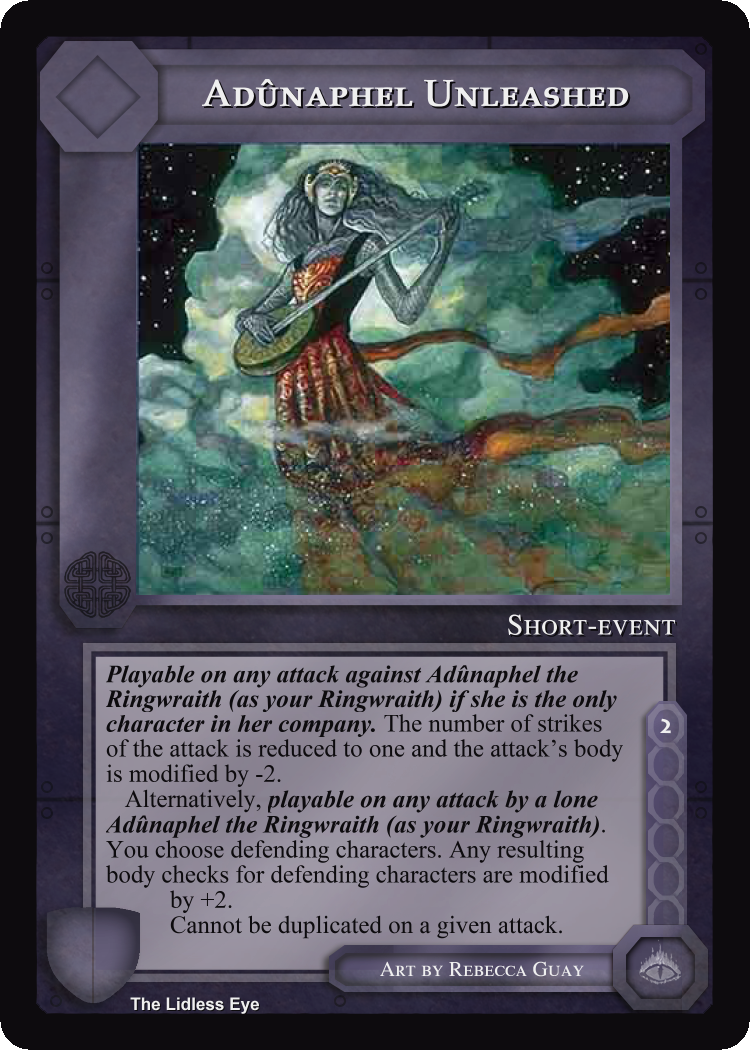 Adûnaphel Unleashed
Short-event
Playable on any attack against Adûnaphel the
Ringwraith (as your Ringwraith) if she is the only
character in her company. The number of strikes
of the attack is reduced to one and the attack's body
is modified by -2.
Alternatively, playable on any attack by a lone
Adûnaphel the Ringwraith (as your Ringwraith).
You choose defending characters. Any resulting
body checks for defending characters are modified
by +2.
Cannot be duplicated on a given attack.
2
Art by Rebecca Guay
The Lidless Eye